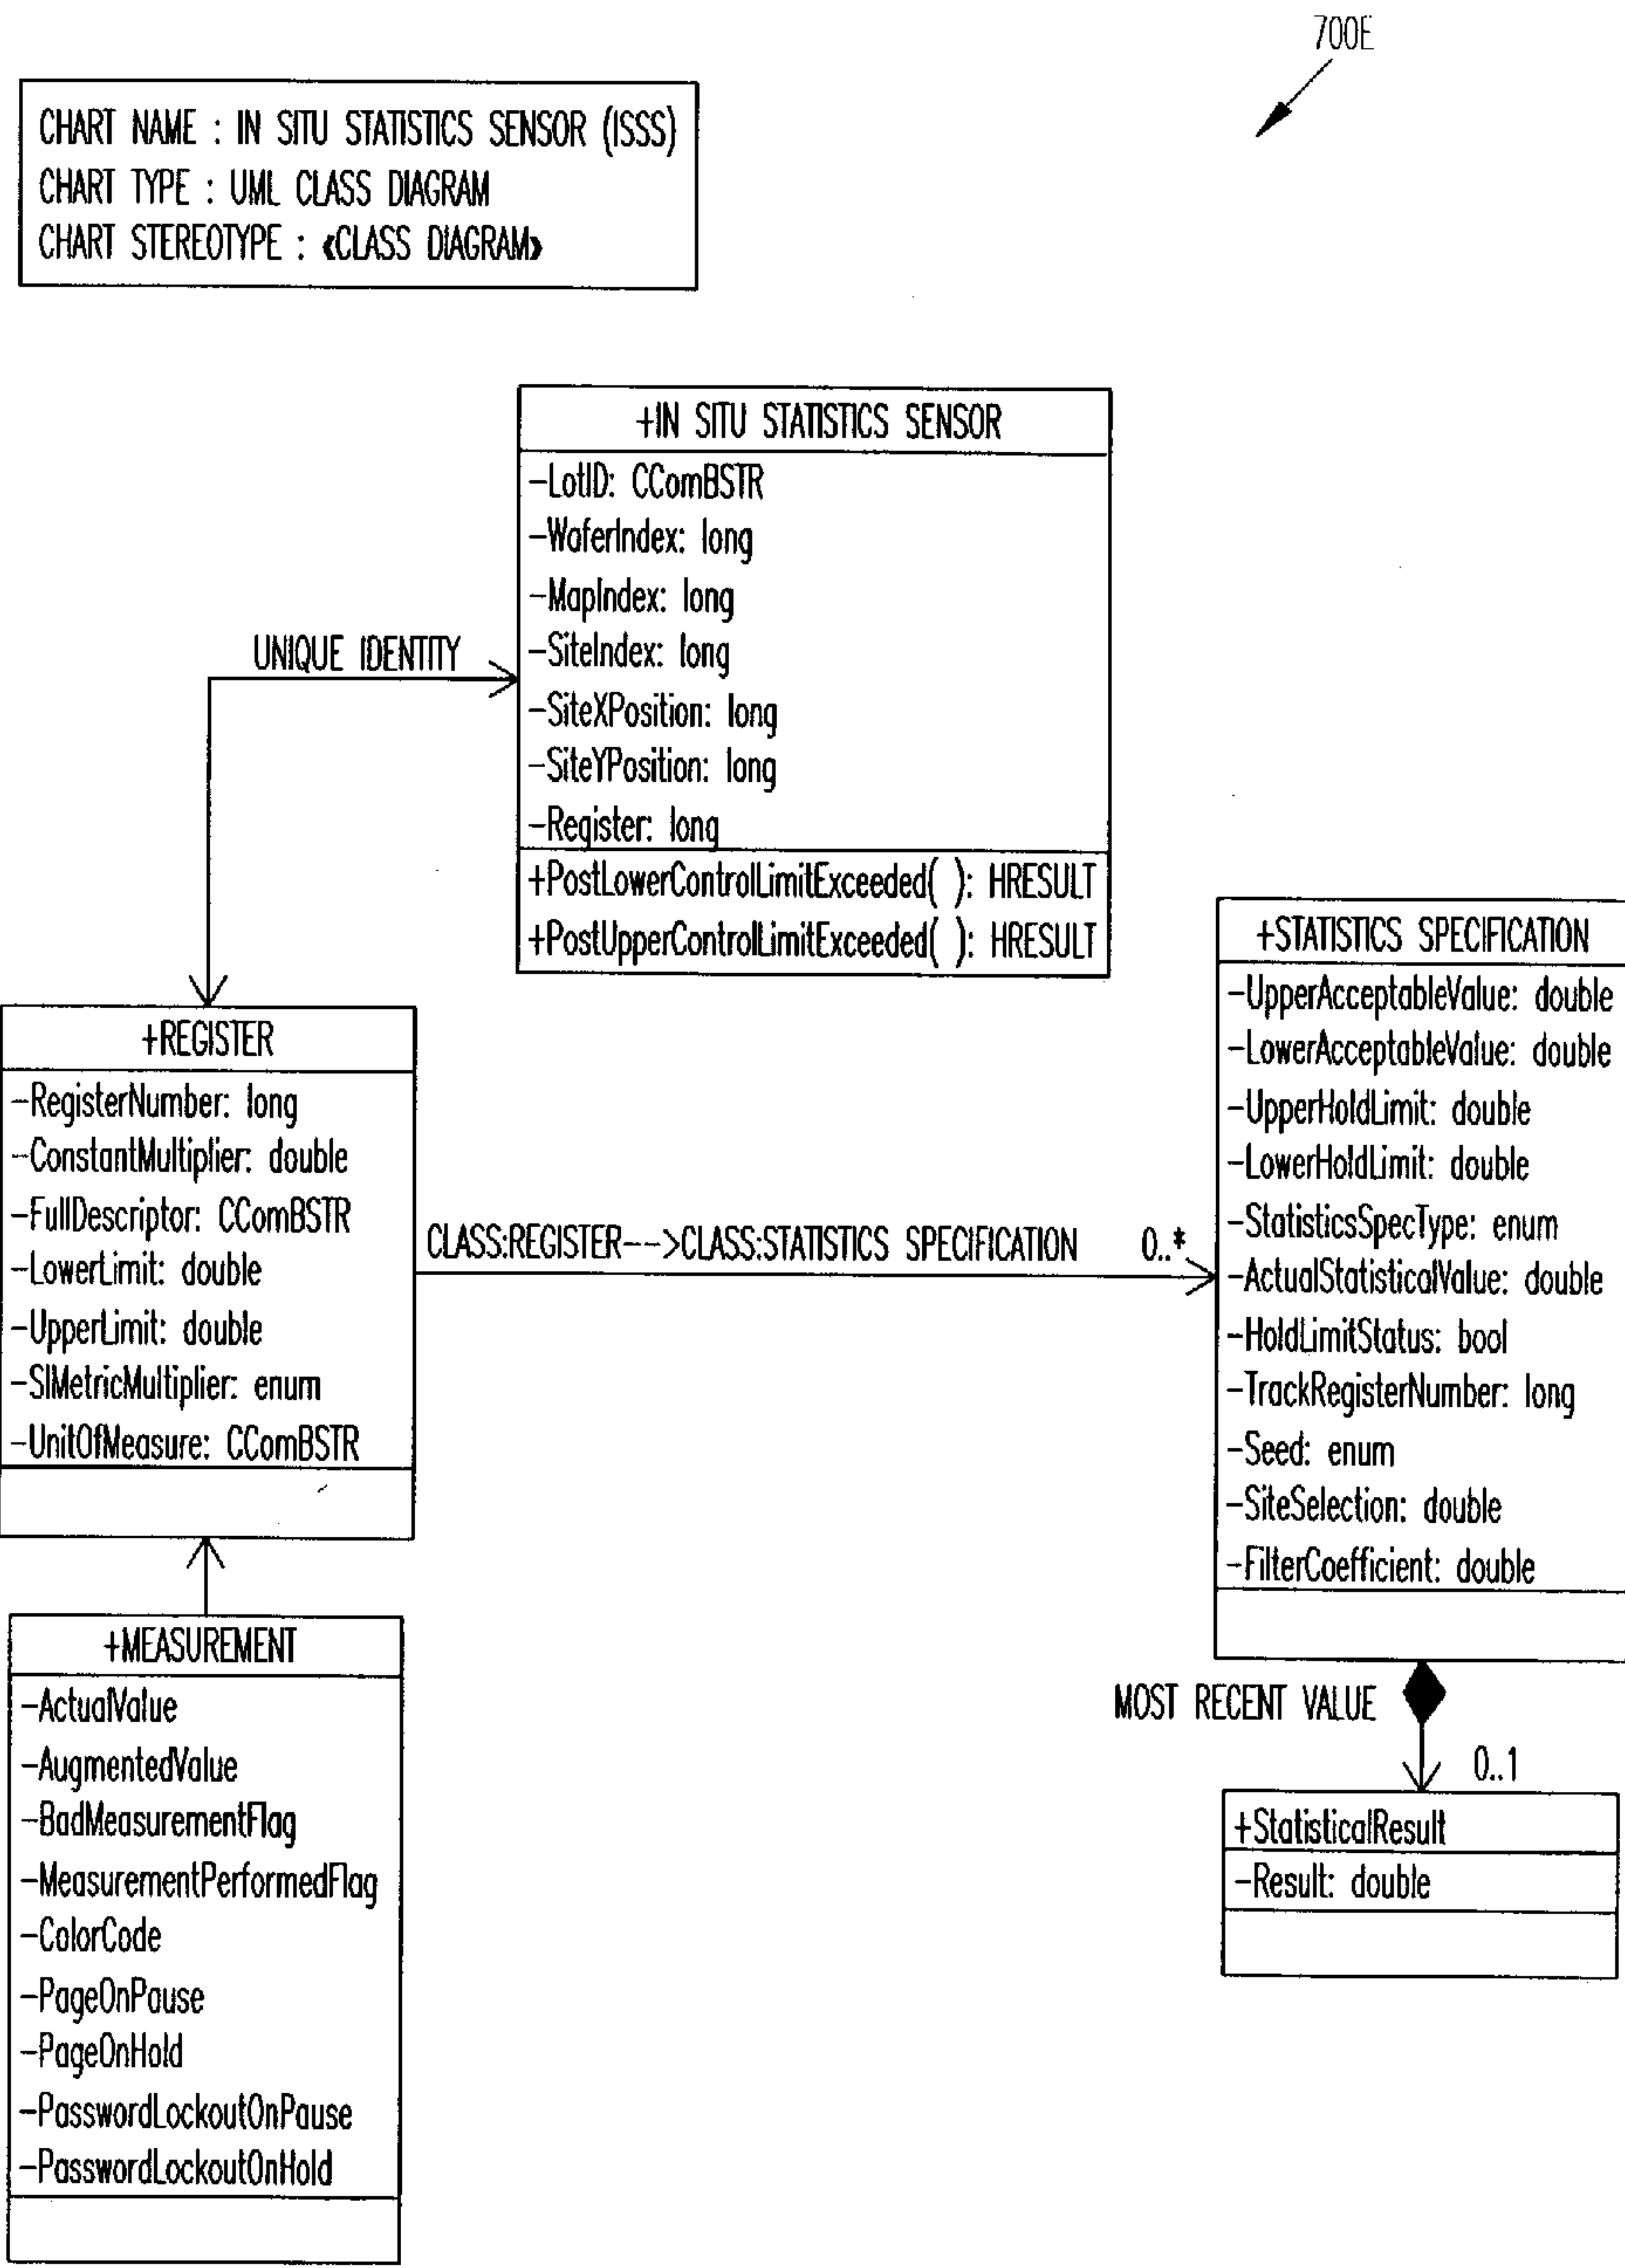 700E
CHART NAME : IN SITU STATISTICS SENSOR (ISSS)
CHART TYPE : UML CLASS DIAGRAM
CHART STEREOTYPE : «CLASS DIAGRAM»
+IN SITU STATISTICS SENSOR
-LotID: CComBSTR
-WaferIndex: long
-MapIndex: long
-SiteIndex: long
-SiteXPosition: long
-SiteYPosition: long
-Register: long
+PostLowerControlLimitExceeded( ): HRESULT
+PostUpperControlLimitExceeded( ): HRESULT
UNIQUE IDENTITY
+REGISTER
-RegisterNumber: long
-ConstantMultiplier: double
-FullDescriptor: CComBSTR
-LowerLimit: double
-UpperLimit: double
-SIMetricMultiplier: enum
-UnitOfMeasure: CComBSTR
CLASS:REGISTER-->CLASS:STATISTICS SPECIFICATION 0..*
+STATISTICS SPECIFICATION
-UpperAcceptableValue: double
-LowerAcceptableValue: double
-UpperHoldLimit: double
-LowerHoldLimit: double
-StatisticsSpecType: enum
-ActualStatisticalValue: double
-HoldLimitStatus: bool
-TrackRegisterNumber: long
-Seed: enum
-SiteSelection: double
-FilterCoefficient: double
+MEASUREMENT
-ActualValue
-AugmentedValue
-BadMeasurementFlag
-MeasurementPerformedFlag
-ColorCode
-PageOnPause
-PageOnHold
-PasswordLockoutOnPause
-PasswordLockoutOnHold
MOST RECENT VALUE
0..1
+StatisticalResult
-Result: double